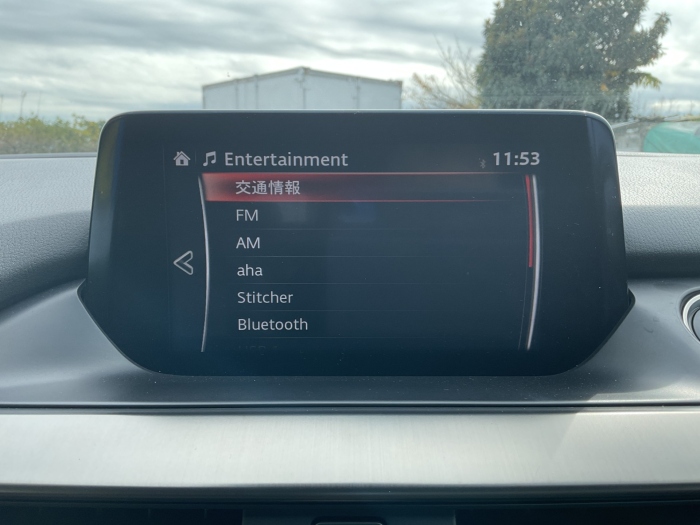 Entertainment 11:53
交通情報
FM
AM
aha
Stitcher
Bluetooth